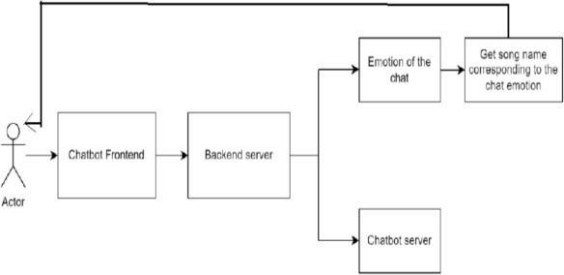 Get song name
corresponding to the
chat emotion
Emotion of the
chat
Chatbot Frontend
Backend server
Actor
Chatbot server